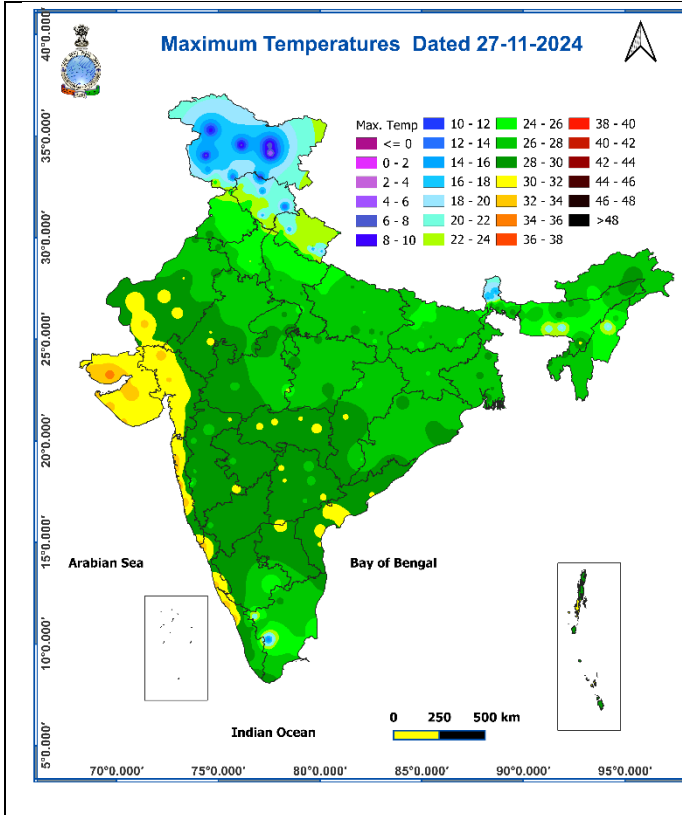 Maximum Temperatures Dated 27-11-2024
Max. Temp
<= 0
0 - 2
2 - 4
4 - 6
6 - 8
8 - 10
10 - 12
12 - 14
14 - 16
16 - 18
18 - 20
20 - 22
22 - 24
24 - 26
26 - 28
28 - 30
30 - 32
32 - 34
34 - 36
36 - 38
38 - 40
40 - 42
42 - 44
44 - 46
46 - 48
>48
40°0.000′
35°0.000′
30°0.000′
25°0.000′
20°0.000′
15°0.000′
10°0.000′
5°0.000′
Arabian Sea
Bay of Bengal
Indian Ocean
0 250 500 km
70°0.000′ 75°0.000′ 80°0.000′ 85°0.000′ 90°0.000′ 95°0.000′